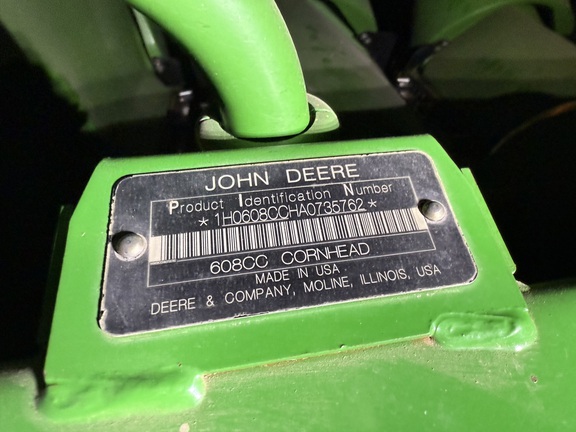 JOHN DEERE
Product Identification Number
*1H0608CCHA0735762*
608CC CORNHEAD
MADE IN USA
DEERE & COMPANY, MOLINE, ILLINOIS, USA